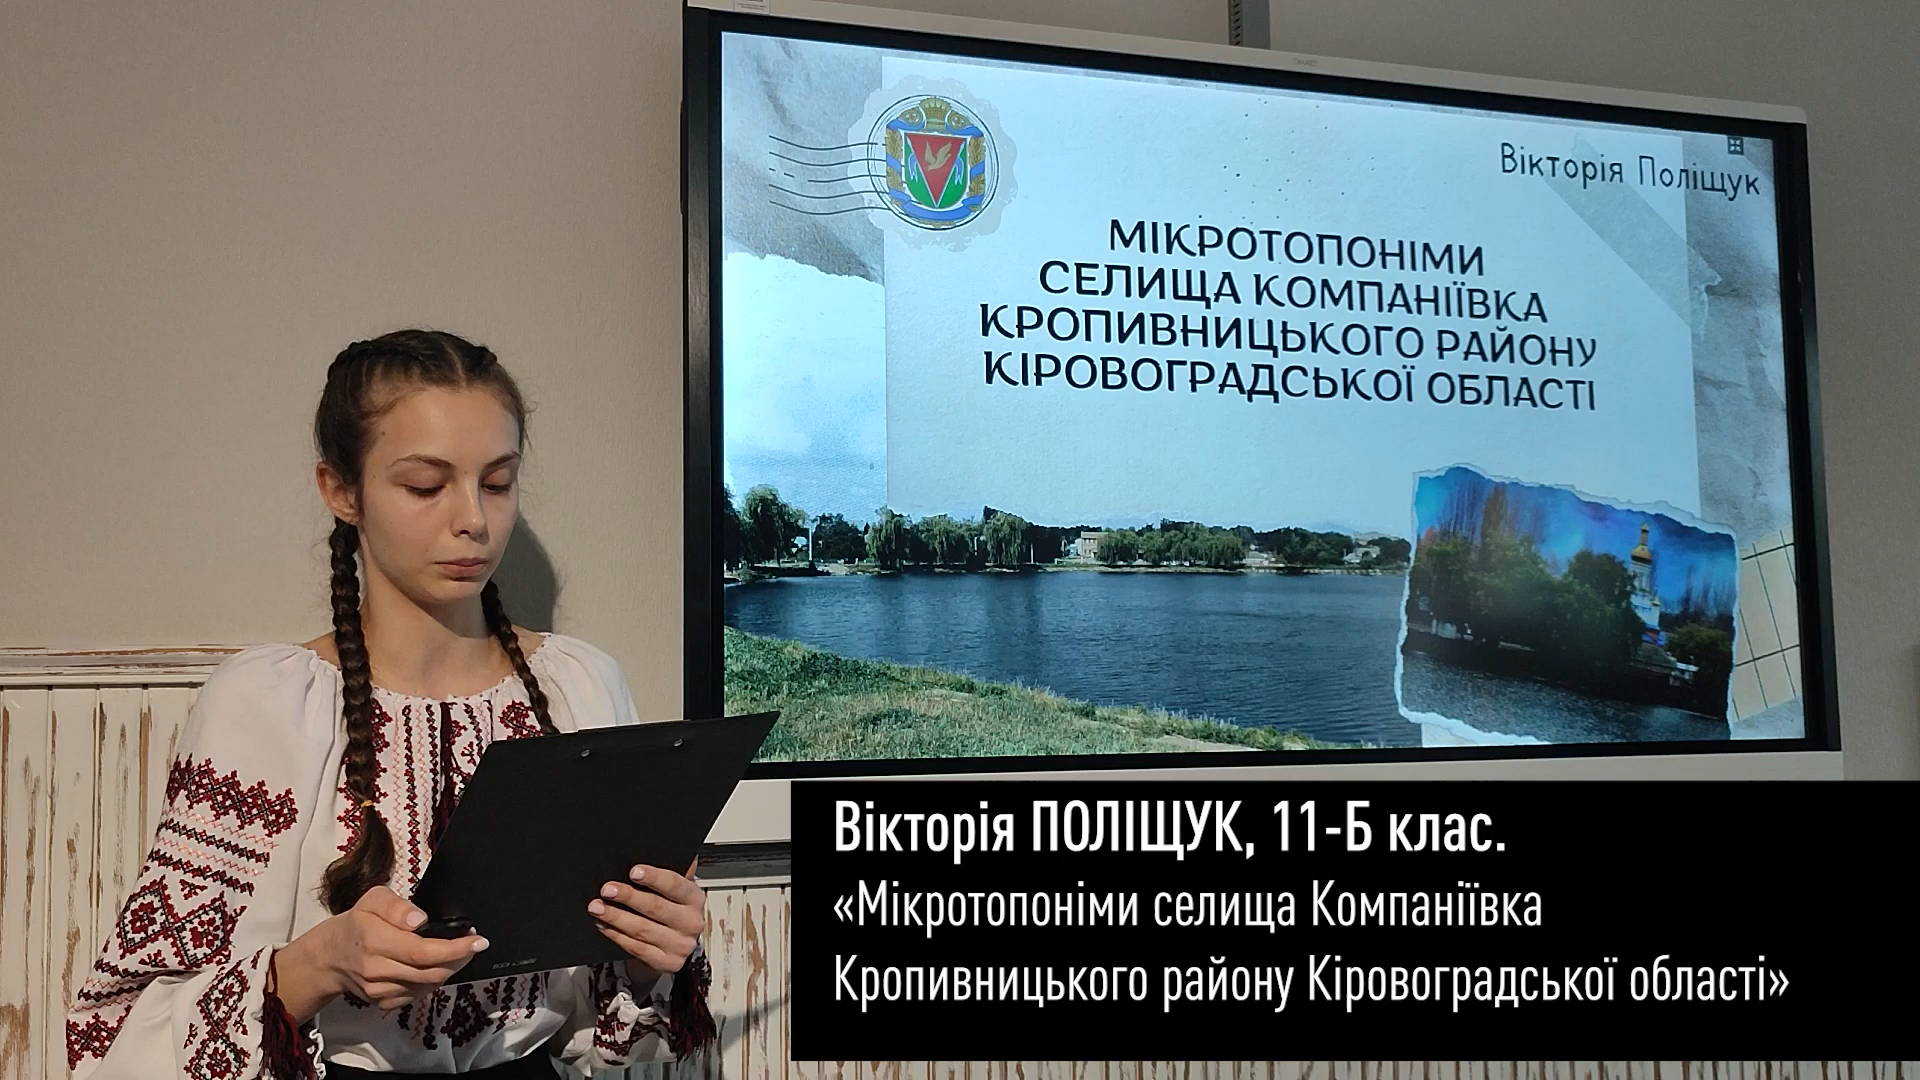 Вікторія Поліщук
МІКРОТОПОНІМИ
СЕЛИЩА КОМПАНІЇВКА
КРОПИВНИЦЬКОГО РАЙОНУ
КІРОВОГРАДСЬКОЇ ОБЛАСТІ
Вікторія ПОЛІЩУК, 11-Б клас.
«Мікротопоніми селища Компаніївка
Кропивницького району Кіровоградської області»